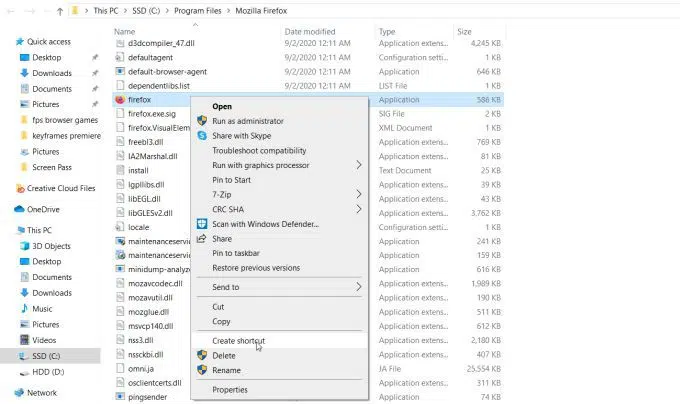 This PC > SSD (C:) > Program Files > Mozilla Firefox
Name Date modified Type Size
Quick access
Desktop
Downloads
Documents
Pictures
fps browser games
keyframes premiere
Pictures
Screen Pass
Creative Cloud Files
OneDrive
This PC
3D Objects
Desktop
Documents
Downloads
Music
Pictures
Videos
SSD (C:)
HDD (D:)
Network
d3dcompiler_47.dll 9/2/2020 12:11 AM Application extens... 4,245 KB
defaultagent 9/2/2020 12:11 AM Configuration setti... 1 KB
default-browser-agent 9/2/2020 12:11 AM Application 646 KB
dependentlibs.list 9/2/2020 12:11 AM LIST File 1 KB
firefox Application 586 KB
firefox.exe.sig SIG File 2 KB
firefox.VisualElem XML Document 1 KB
freebl3.dll Application extens... 769 KB
IA2Marshal.dll Application extens... 81 KB
install Text Document 25 KB
lgpllibs.dll Application extens... 39 KB
libEGL.dll Application extens... 43 KB
libGLESv2.dll Application extens... 3,762 KB
locale Configuration setti... 1 KB
maintenanceservic Application 241 KB
maintenanceservic Application 159 KB
minidump-analyz Application 616 KB
mozavcodec.dll Application extens... 1,989 KB
mozavutil.dll Application extens... 190 KB
mozglue.dll Application extens... 511 KB
msvcp140.dll Application extens... 612 KB
nss3.dll Application extens... 2,180 KB
nssckbi.dll Application extens... 407 KB
omni.ja JA File 25,554 KB
osclientcerts.dll Application extens... 311 KB
pingsender Application 74 KB
Open
Run as administrator
Share with Skype
Troubleshoot compatibility
Run with graphics processor
Pin to Start
7-Zip
CRC SHA
Scan with Windows Defender...
Share
Pin to taskbar
Restore previous versions
Send to
Cut
Copy
Create shortcut
Delete
Rename
Properties